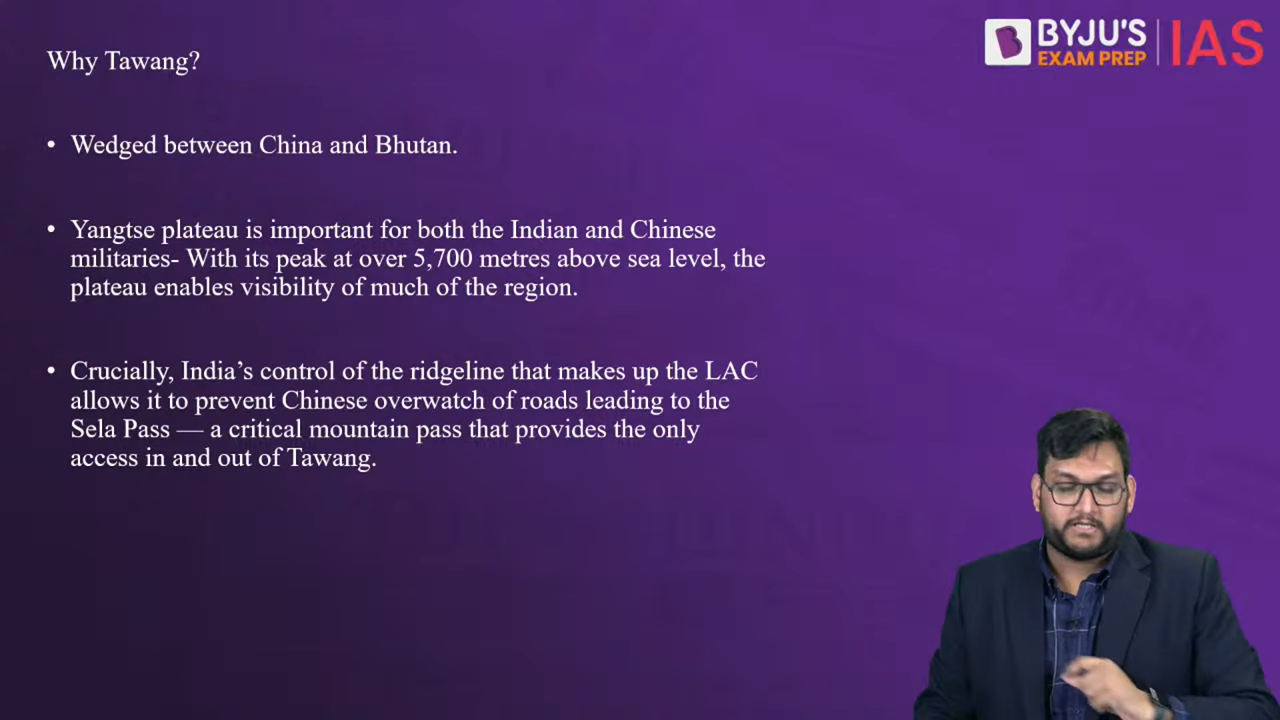 BYJU'S
EXAM PREP
IAS
Why Tawang?
• Wedged between China and Bhutan.
• Yangtse plateau is important for both the Indian and Chinese
militaries- With its peak at over 5,700 metres above sea level, the
plateau enables visibility of much of the region.
• Crucially, India’s control of the ridgeline that makes up the LAC
allows it to prevent Chinese overwatch of roads leading to the
Sela Pass — a critical mountain pass that provides the only
access in and out of Tawang.